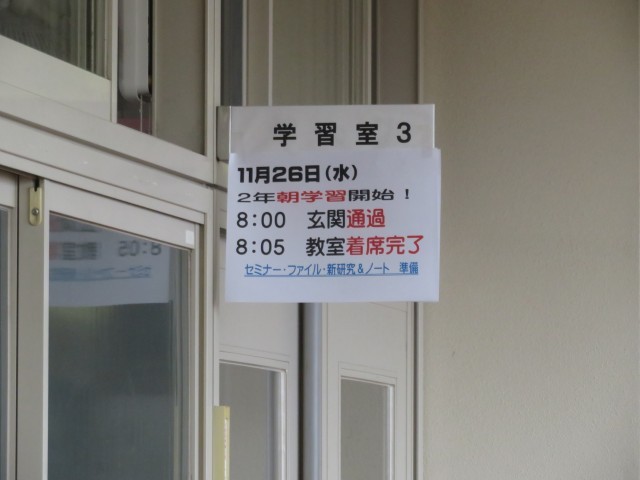 学習室 3
11月26日(水)
2年朝学習開始!
8:00 玄関通過
8:05 教室着席完了
セミナー・ファイル・新研究&ノート 準備
8:05